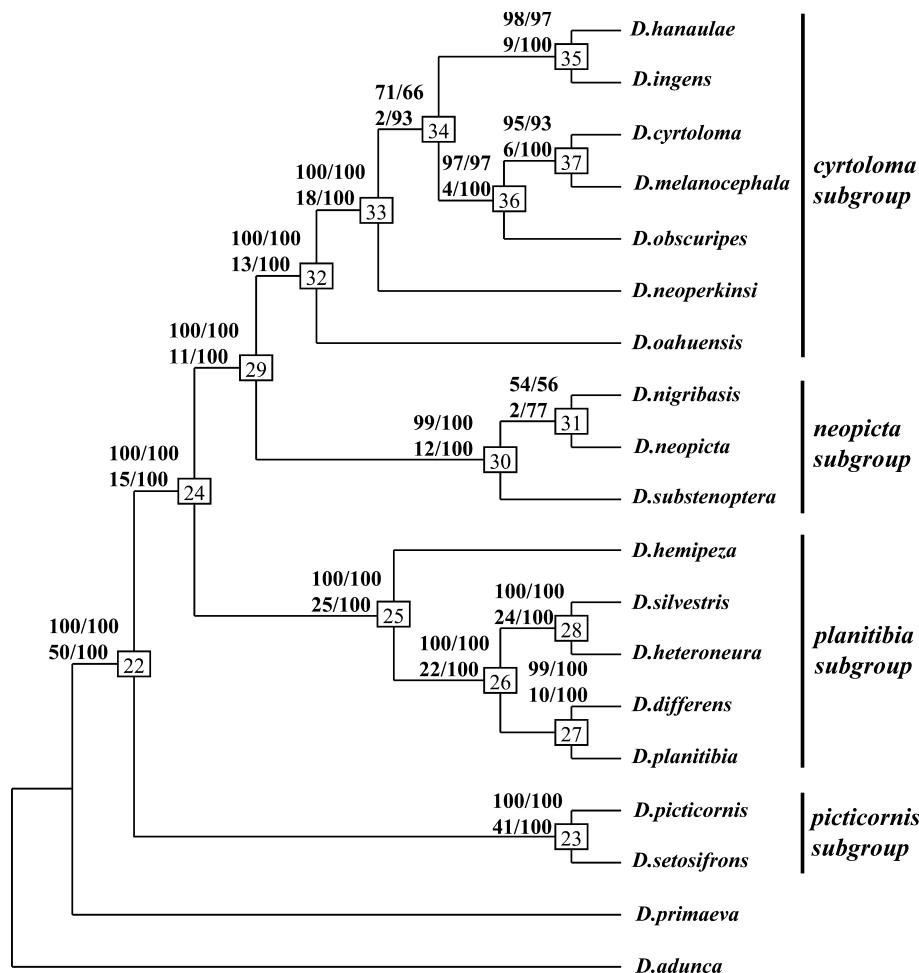 98/97
9/100
35
D.hanaulae
D.ingens
71/66
2/93
34
95/93
6/100
37
D.cyrtoloma
D.melanocephala
97/97
4/100
36
D.obscuripes
cyrtoloma
subgroup
100/100
18/100
33
D.neoperkinsi
100/100
13/100
32
D.oahuensis
100/100
11/100
29
54/56
2/77
31
D.nigribasis
D.neopicta
99/100
12/100
30
D.substenoptera
neopicta
subgroup
100/100
15/100
24
D.hemipeza
100/100
25/100
25
100/100
24/100
28
D.silvestris
D.heteroneura
100/100
22/100
26
99/100
10/100
27
D.differens
D.planitibia
planitibia
subgroup
100/100
50/100
22
100/100
41/100
23
D.picticornis
D.setosifrons
picticornis
subgroup
D.primaeva
D.adunca